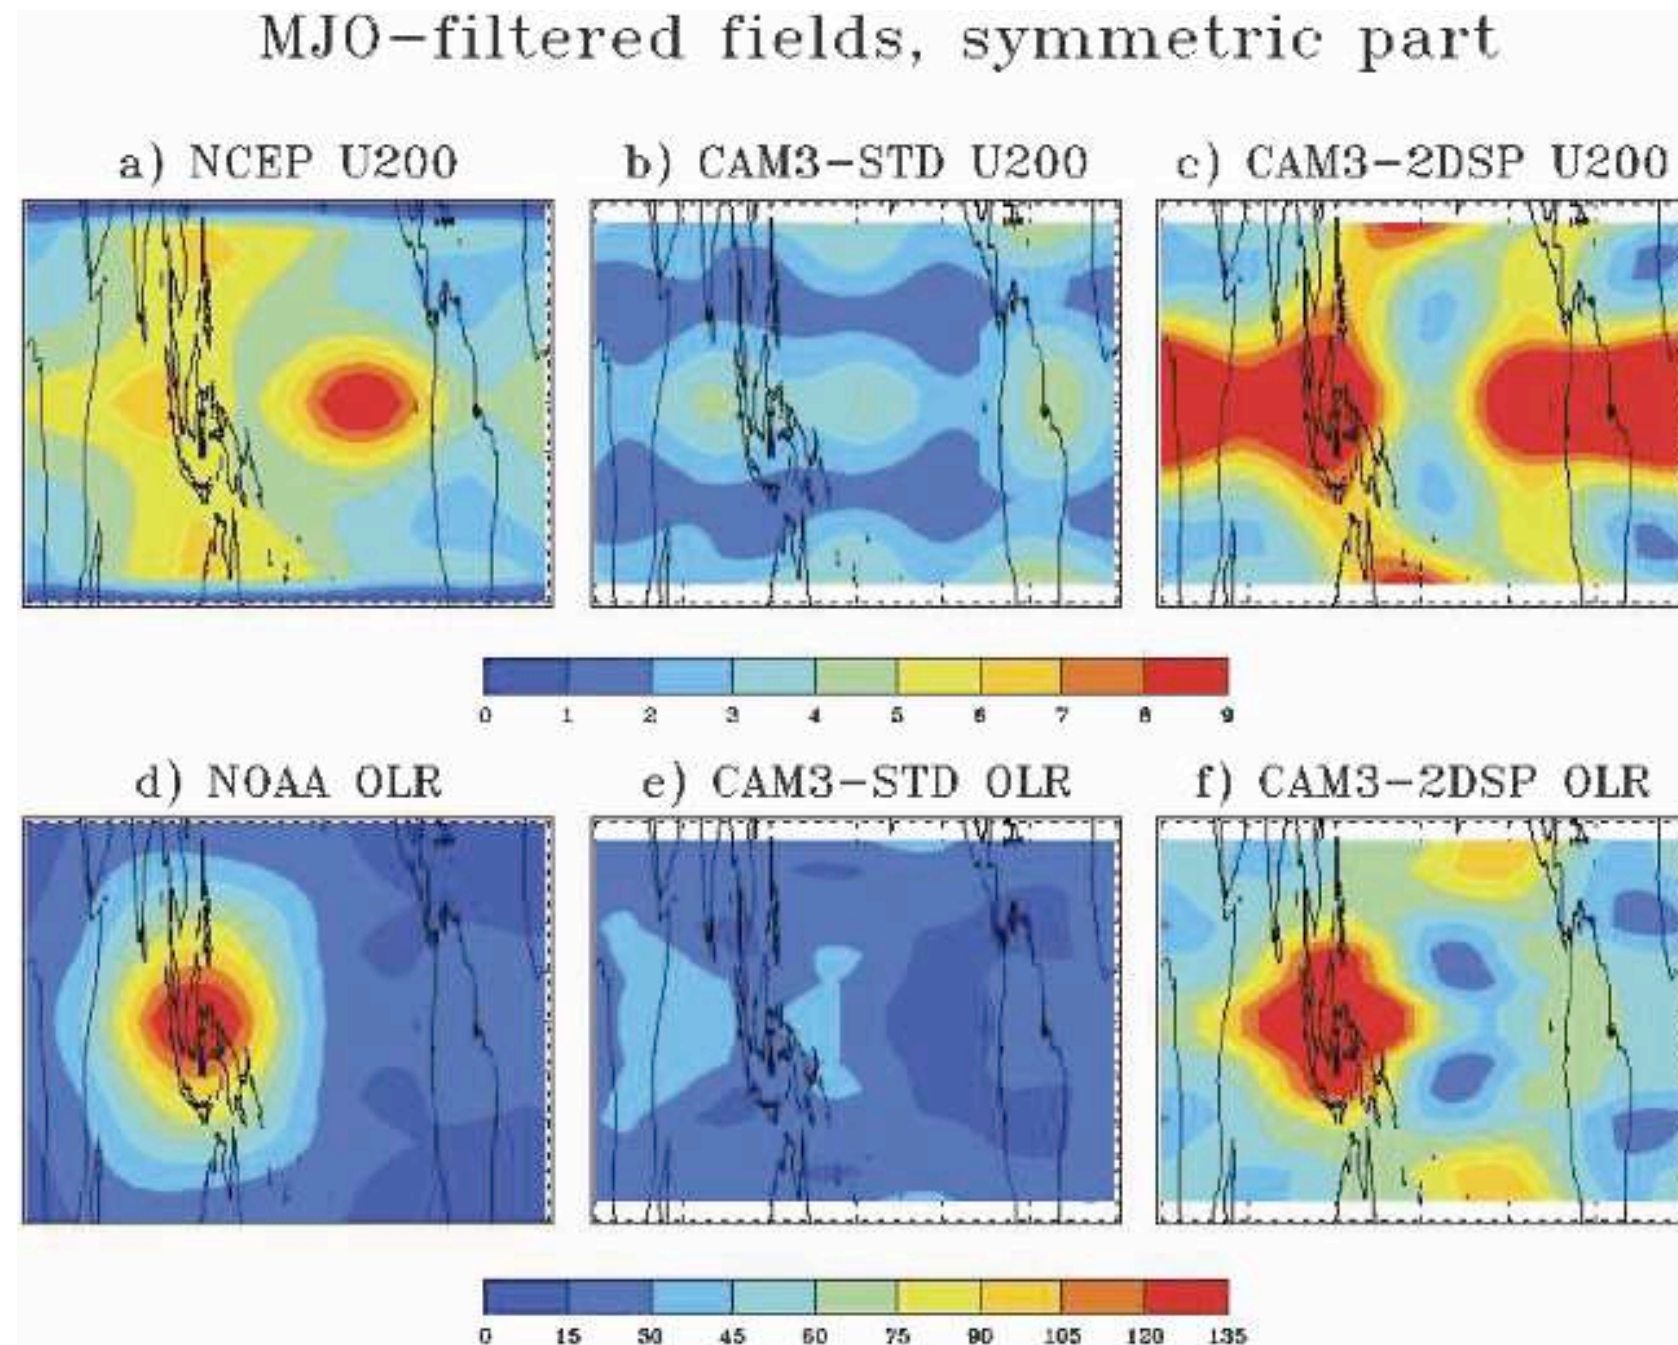 MJO-filtered fields, symmetric part
a) NCEP U200
b) CAM3-STD U200
c) CAM3-2DSP U200
0 1 2 3 4 5 6 7 8 9
d) NOAA OLR
e) CAM3-STD OLR
f) CAM3-2DSP OLR
0 15 30 45 60 75 90 105 120 135